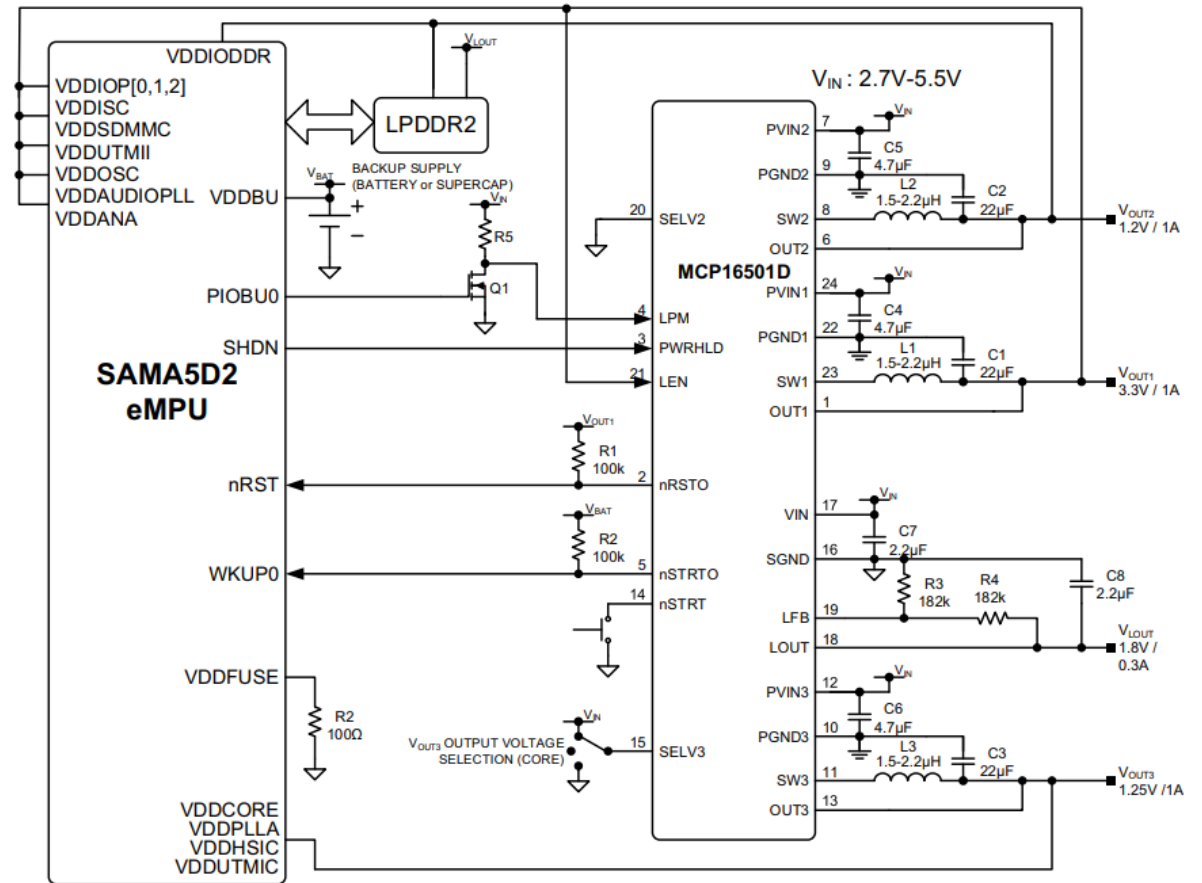 VDDIODDR
VDDIOP[0,1,2]
VDDISC
VDDSDMMC
VDDUTMII
VDDOSC
VDDAUDIOPLL
VDDANA
VDDBU
PIOBU0
SHDN
SAMA5D2
eMPU
nRST
WKUP0
VDDFUSE
VDDCORE
VDDPLLA
VDDHSIC
VDDUTMIC
VLOUT
LPDDR2
VBAT
BACKUP SUPPLY
(BATTERY or SUPERCAP)
+
−
VIN
R5
Q1
VOUT1
R1
100k
VBAT
R2
100k
R2
100Ω
VIN
VOUT3 OUTPUT VOLTAGE
SELECTION (CORE)
VIN : 2.7V-5.5V
MCP16501D
20 SELV2
4 LPM
3 PWRHLD
21 LEN
2 nRSTO
5 nSTRTO
14 nSTRT
15 SELV3
PVIN2 7
VIN
C5
4.7µF
PGND2 9
L2
1.5-2.2µH
C2
22µF
SW2 8
OUT2 6
VOUT2
1.2V / 1A
PVIN1 24
VIN
C4
4.7µF
PGND1 22
L1
1.5-2.2µH
C1
22µF
SW1 23
OUT1 1
VOUT1
3.3V / 1A
VIN 17
VIN
C7
2.2µF
SGND 16
R3
182k
R4
182k
C8
2.2µF
LFB 19
LOUT 18
VLOUT
1.8V /
0.3A
PVIN3 12
VIN
C6
4.7µF
PGND3 10
L3
1.5-2.2µH
C3
22µF
SW3 11
OUT3 13
VOUT3
1.25V /1A